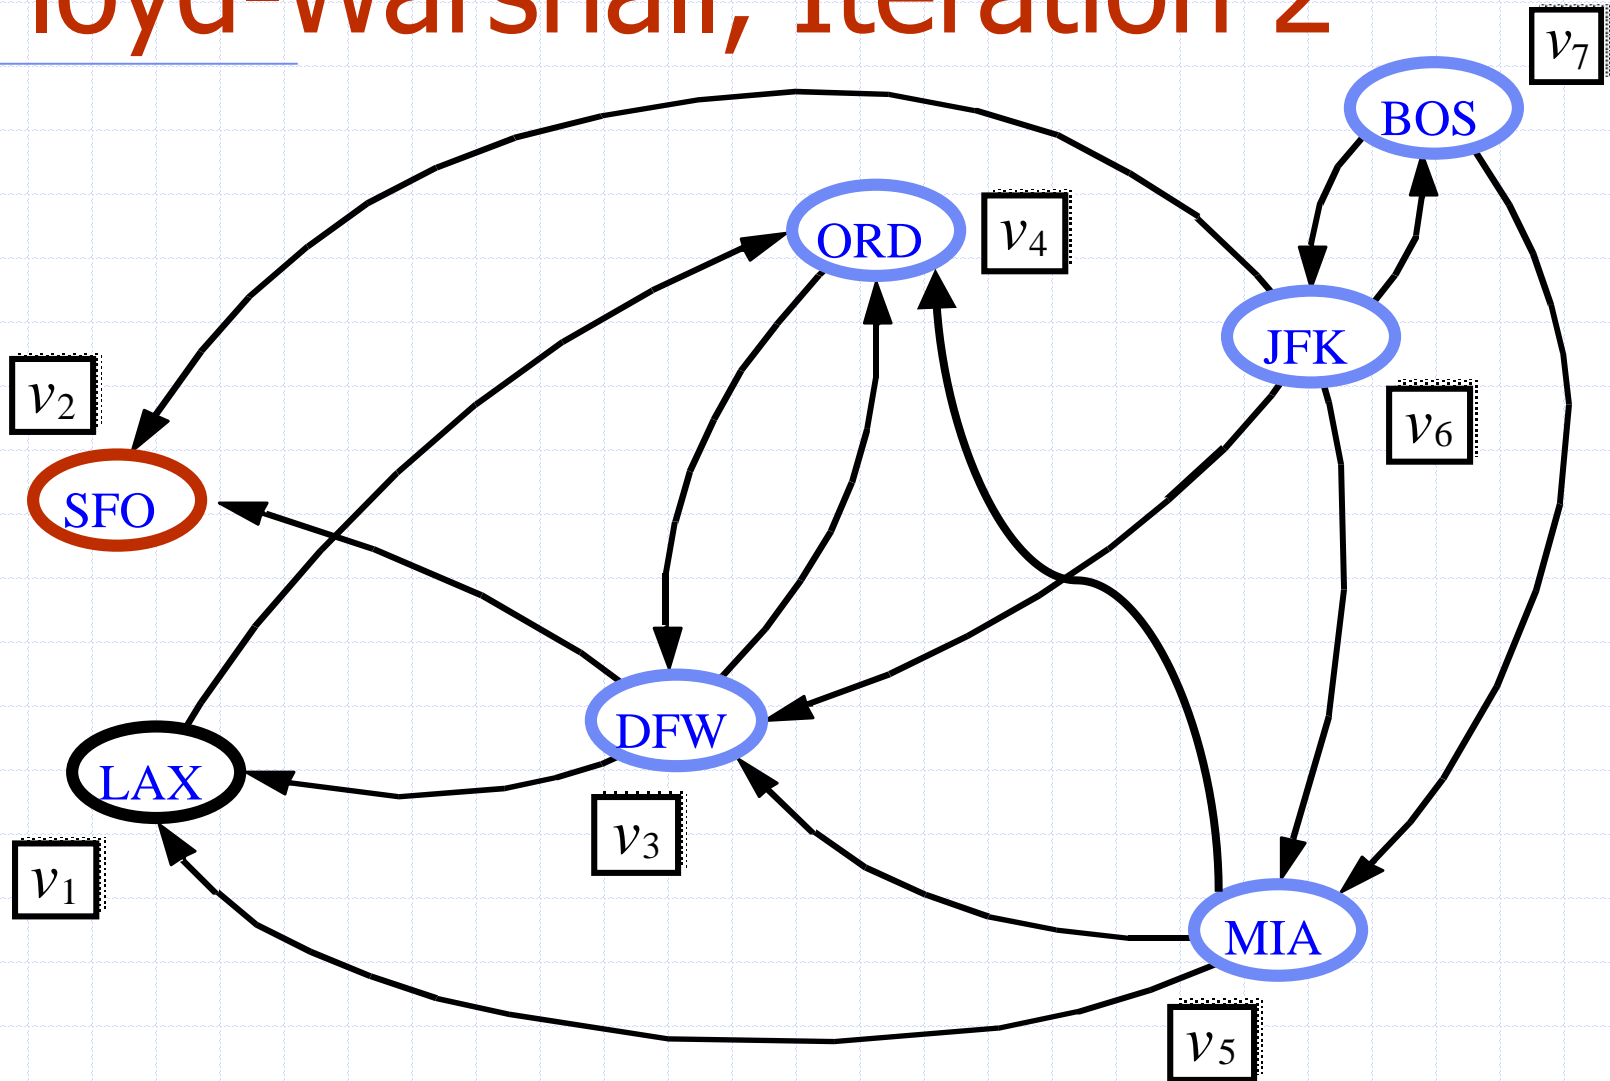 loyd-Warshall, Iteration 2
v7
BOS
ORD
v4
JFK
v2
v6
SFO
DFW
LAX
v3
v1
MIA
v5